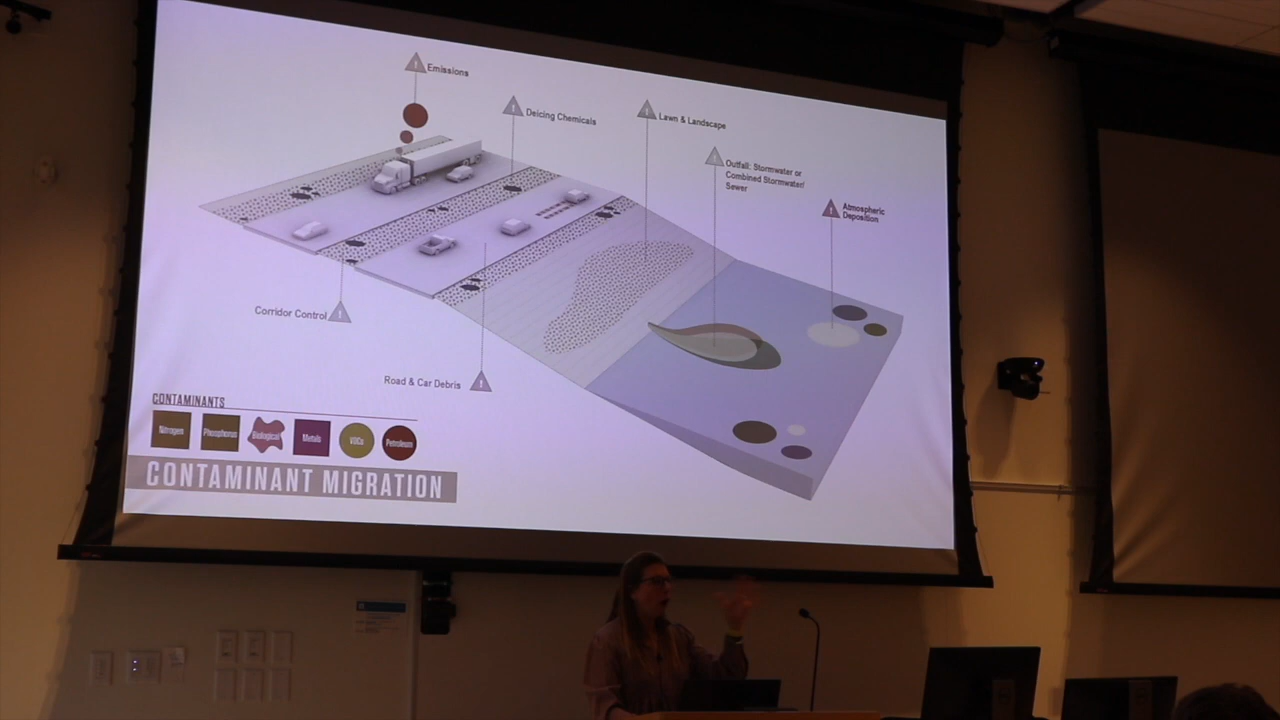 Emissions
Deicing Chemicals
Lawn & Landscape
Outfall: Stormwater or
Combined Stormwater/
Sewer
Atmospheric
Deposition
Corridor Control
Road & Car Debris
CONTAMINANTS
Nitrogen
Phosphorus
Biological
Metals
VOCs
Petroleum
CONTAMINANT MIGRATION